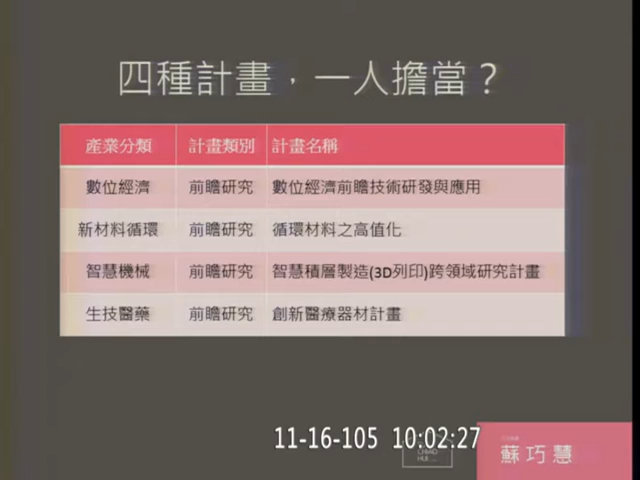 四種計畫，一人擔當？
產業分類 計畫類別 計畫名稱
數位經濟 前瞻研究 數位經濟前瞻技術研發與應用
新材料循環 前瞻研究 循環材料之高值化
智慧機械 前瞻研究 智慧積層製造(3D列印)跨領域研究計畫
生技醫藥 前瞻研究 創新醫療器材計畫
11-16-105 10:02:27
蘇巧慧